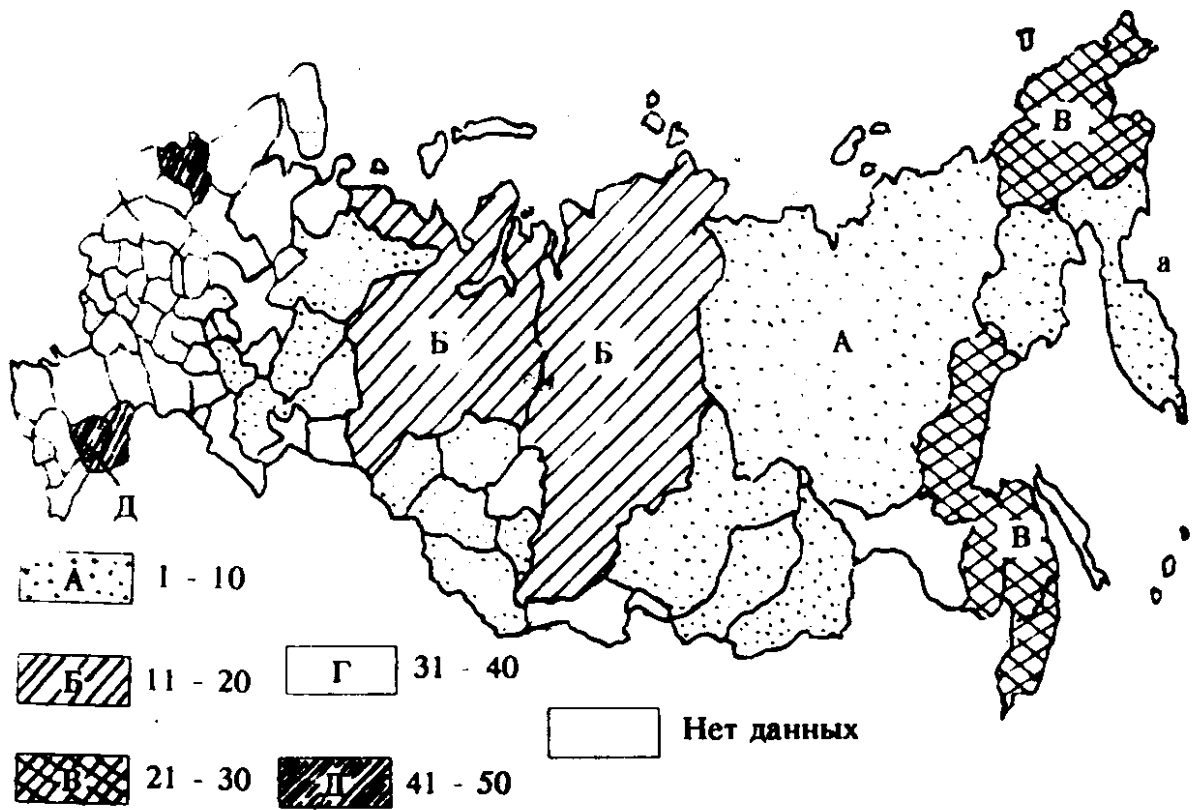 В
а
А
Б
Б
Д
В
А 1 - 10
Б 11 - 20
Г 31 - 40
Нет данных
В 21 - 30
Д 41 - 50